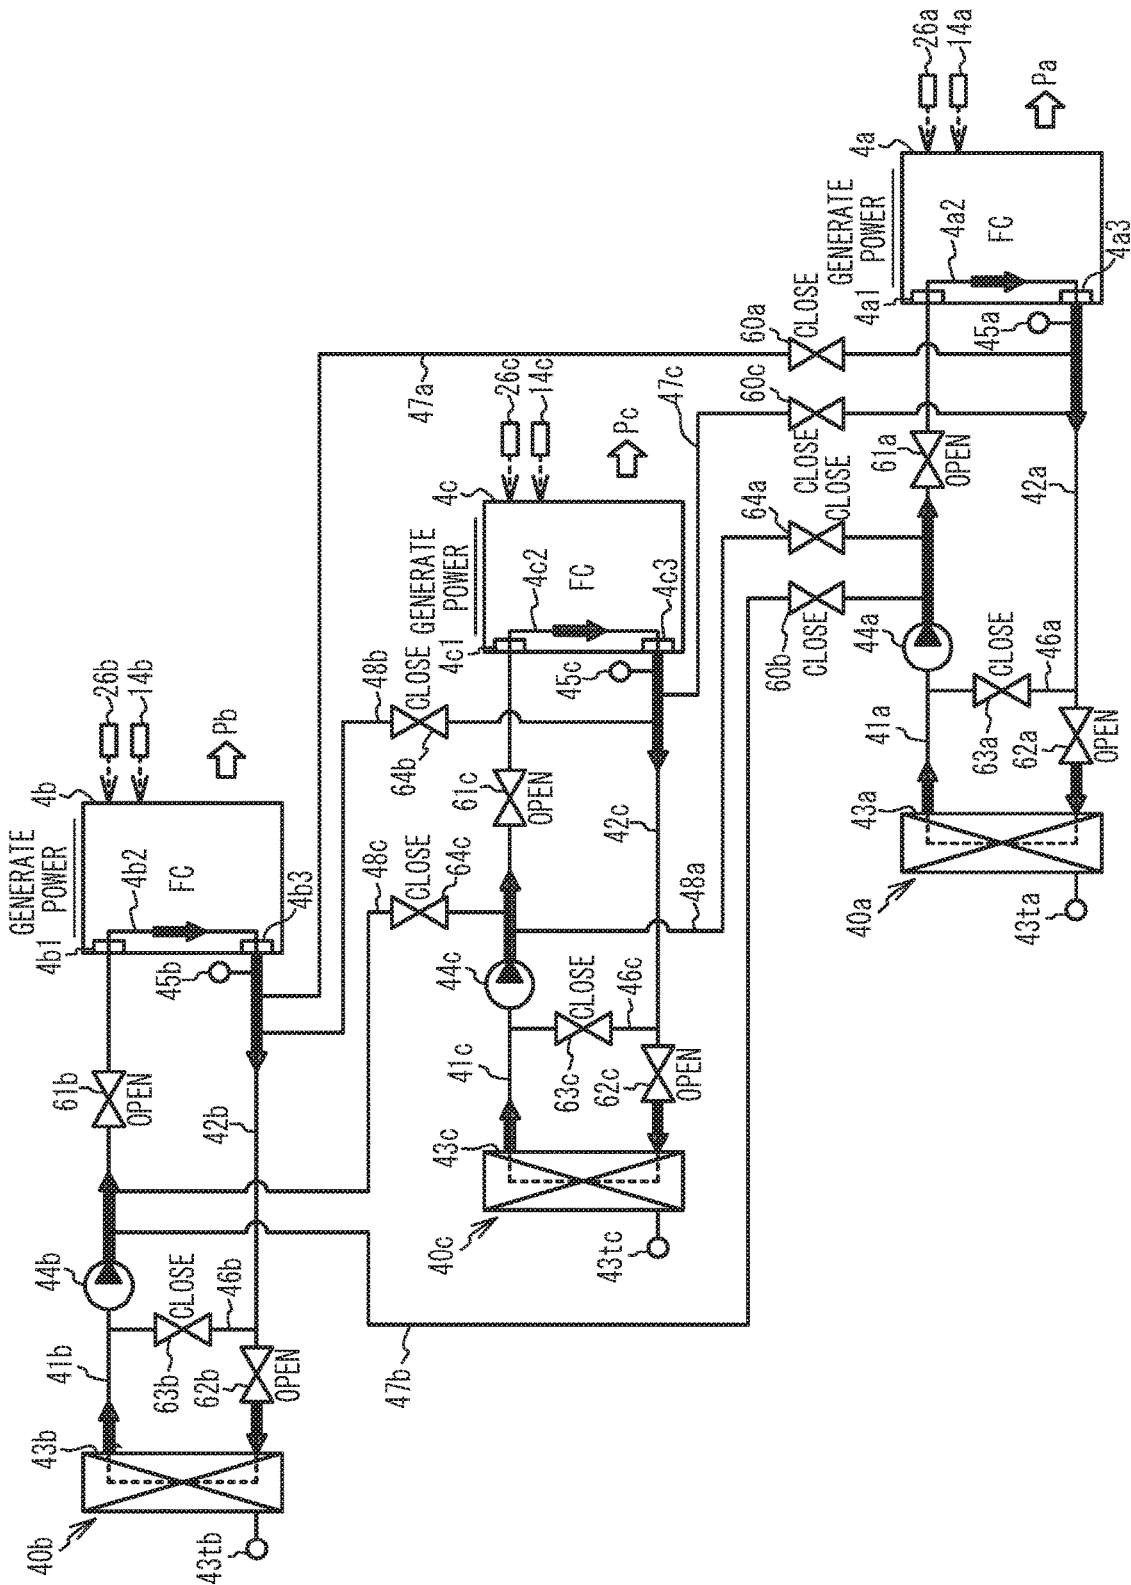 GENERATE
POWER
4b1
4b2
FC
4b
26b
14b
Pb
4b3
45b
61b
OPEN
42b
44b
CLOSE
46b
41b
63b
62b
OPEN
43b
40b
43tb
47a
48b
CLOSE
64b
48c
CLOSE
64c
47b
GENERATE
POWER
4c1
4c2
FC
4c
26c
14c
Pc
4c3
45c
61c
OPEN
42c
44c
CLOSE
46c
41c
63c
62c
OPEN
43c
40c
43tc
48a
47c
60a
CLOSE
60c
CLOSE
64a
CLOSE
60b
CLOSE
GENERATE
POWER
4a1
4a2
FC
4a
26a
14a
Pa
4a3
45a
61a
OPEN
42a
44a
CLOSE
46a
41a
63a
62a
OPEN
43a
40a
43ta